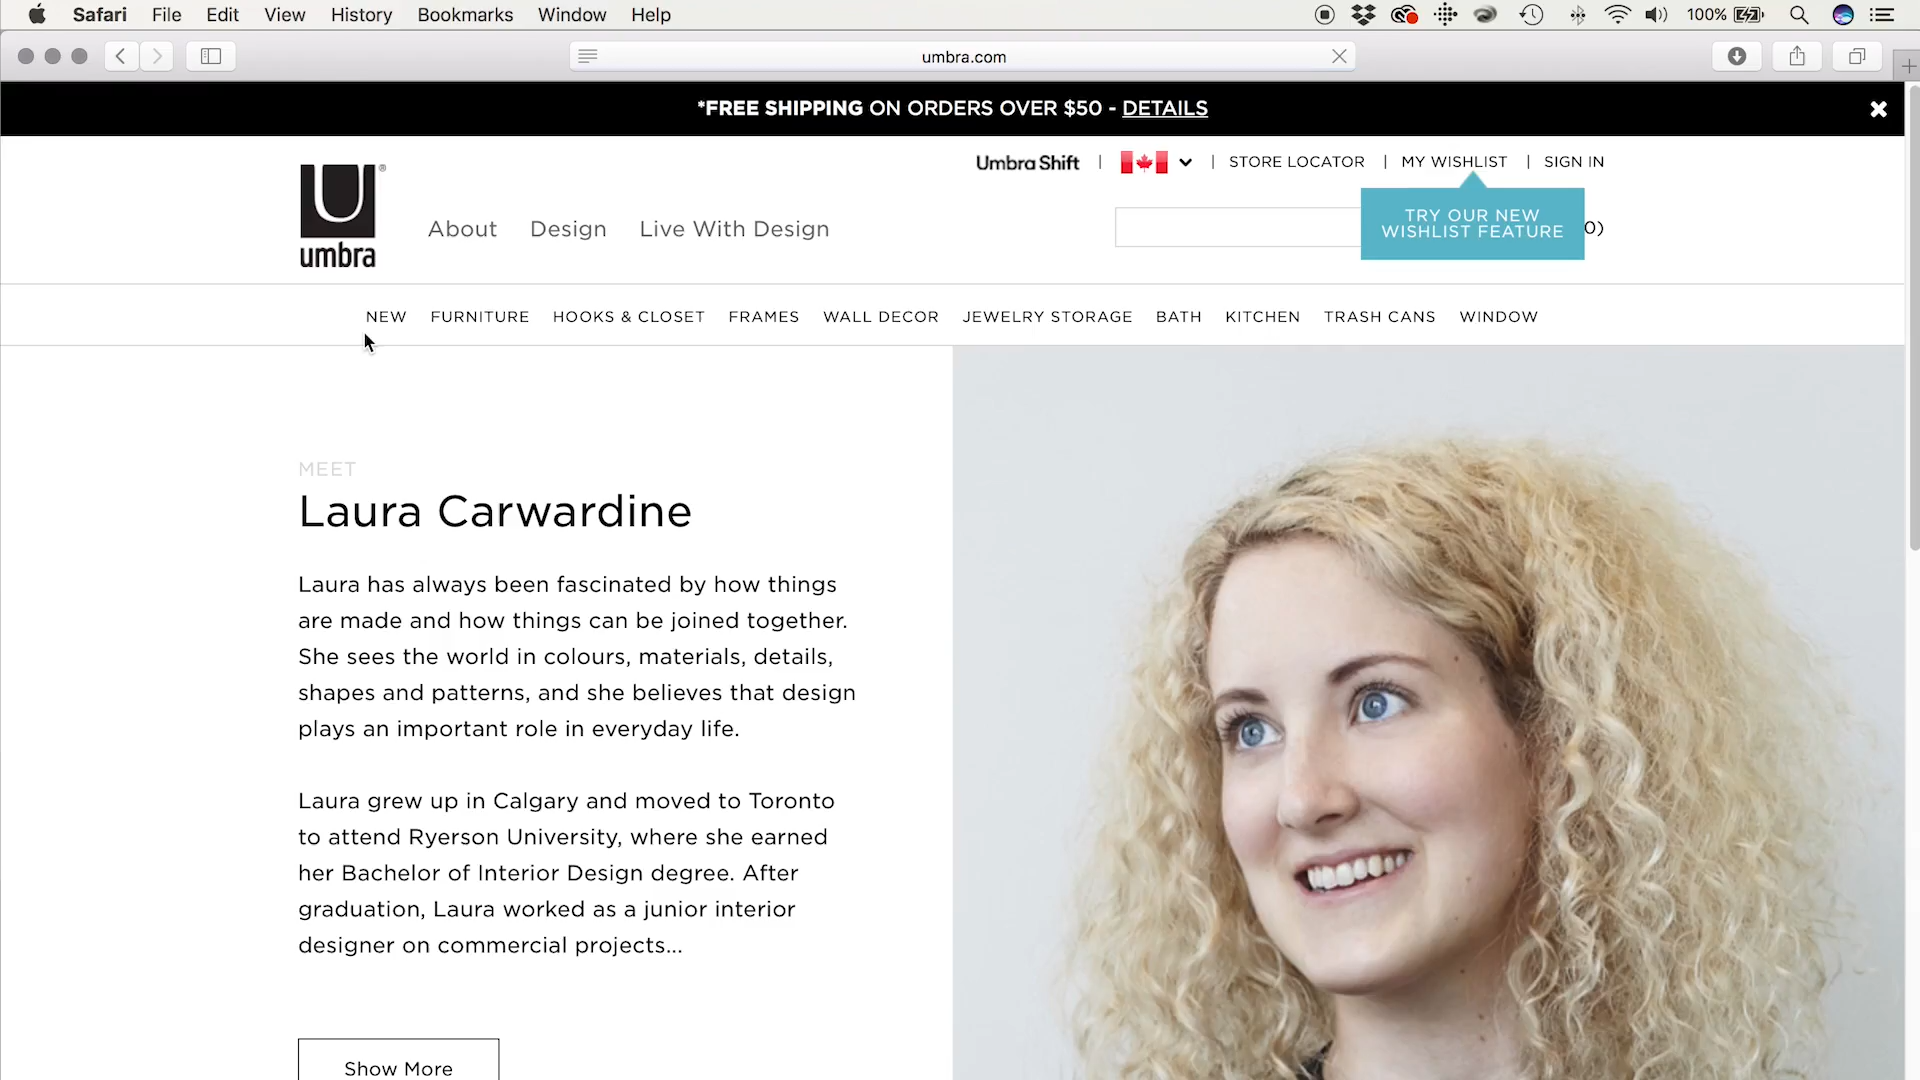 Safari File Edit View History Bookmarks Window Help 100%
umbra.com
*FREE SHIPPING ON ORDERS OVER $50 - DETAILS
Umbra Shift | | STORE LOCATOR | MY WISHLIST | SIGN IN
U®
umbra
About Design Live With Design
TRY OUR NEW
WISHLIST FEATURE
0)
NEW FURNITURE HOOKS & CLOSET FRAMES WALL DECOR JEWELRY STORAGE BATH KITCHEN TRASH CANS WINDOW
MEET
Laura Carwardine
Laura has always been fascinated by how things
are made and how things can be joined together.
She sees the world in colours, materials, details,
shapes and patterns, and she believes that design
plays an important role in everyday life.
Laura grew up in Calgary and moved to Toronto
to attend Ryerson University, where she earned
her Bachelor of Interior Design degree. After
graduation, Laura worked as a junior interior
designer on commercial projects...
Show More